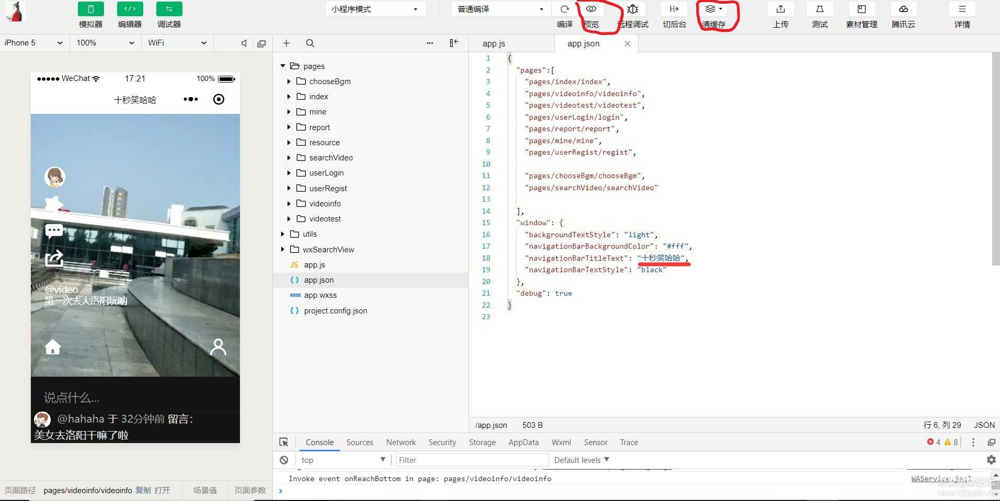 模拟器 编辑器 调试器 小程序模式 普通编译 编译 预览 远程调试 切后台 清缓存 上传 测试 素材管理 腾讯云 详情
iPhone 5 100% WiFi
WeChat 17:21 100%
十秒笑哈哈
@video
第一次去大洛阳玩呐
说点什么...
@hahaha 于 32分钟前 留言：
美女去洛阳干嘛了啦
页面路径 pages/videoinfo/videoinfo 复制 打开 场景值 页面参数
pages
chooseBgm
index
mine
report
resource
searchVideo
userLogin
userRegist
videoinfo
videotest
utils
wxSearchView
JS app.js
{ } app.json
wxss app.wxss
{ } project.config.json
app.js app.json
1 {
2 "pages":[
3 "pages/index/index",
4 "pages/videoinfo/videoinfo",
5 "pages/videotest/videotest",
6 "pages/userLogin/login",
7 "pages/report/report",
8 "pages/mine/mine",
9 "pages/userRegist/regist",
10
11 "pages/chooseBgm/chooseBgm",
12 "pages/searchVideo/searchVideo"
13
14 ],
15 "window": {
16 "backgroundTextStyle": "light",
17 "navigationBarBackgroundColor": "#fff",
18 "navigationBarTitleText": "十秒笑哈哈",
19 "navigationBarTextStyle": "black"
20 },
21 "debug": true
22 }
23
/app.json 503 B 行 6, 列 29 JSON
Console Sources Network Security Storage AppData Wxml Sensor Trace 4 8
top Filter Default levels
Invoke event onReachBottom in page: pages/videoinfo/videoinfo WAService.js:1
吾爱破解论坛
www.52pojie.cn